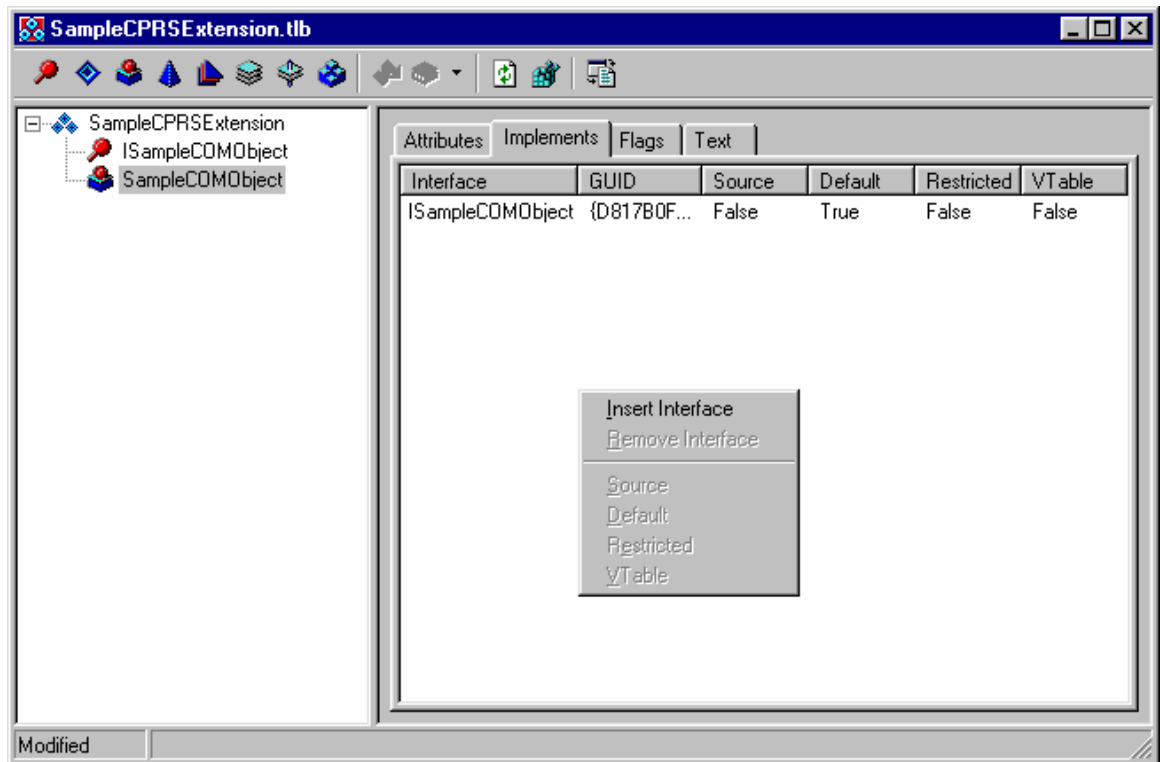 SampleCPRSExtension.tlb
SampleCPRSExtension
ISampleCOMObject
SampleCOMObject
Attributes Implements Flags Text
Interface GUID Source Default Restricted VTable
ISampleCOMObject {D817B0F... False True False False
Insert Interface
Remove Interface
Source
Default
Restricted
VTable
Modified